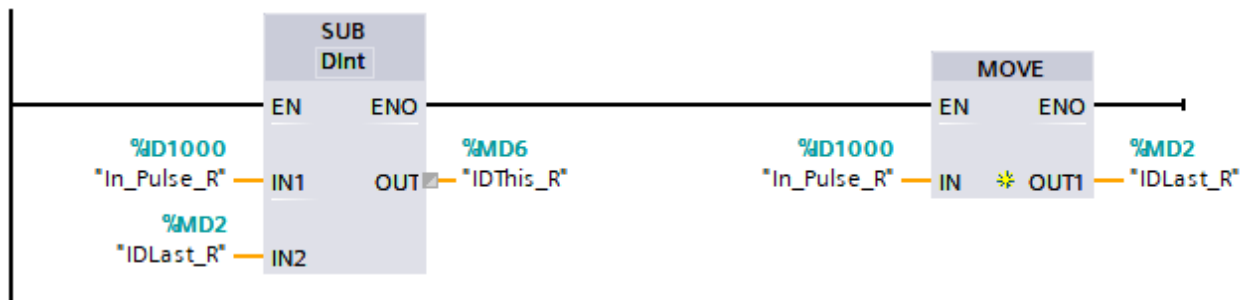 SUB
DInt
EN ENO
%ID1000
"In_Pulse_R" IN1
%MD2
"IDLast_R" IN2
OUT
%MD6
"IDThis_R"
MOVE
EN ENO
%ID1000
"In_Pulse_R" IN
OUT1
%MD2
"IDLast_R"